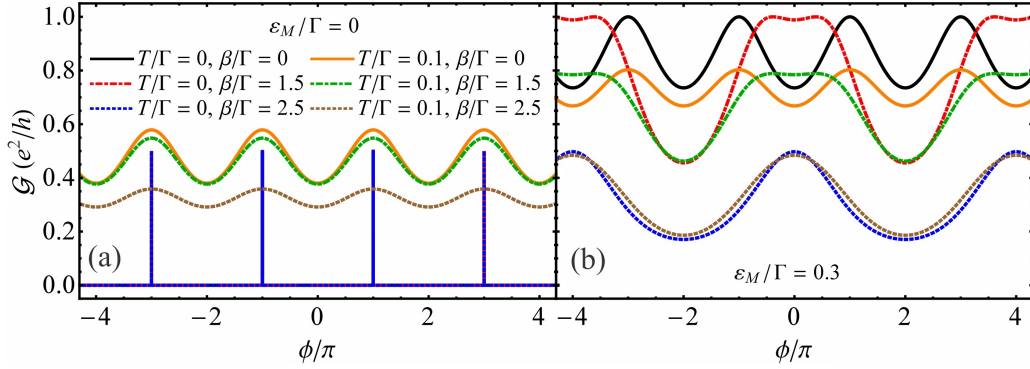 ε_M/Γ = 0
T/Γ = 0, β/Γ = 0 T/Γ = 0.1, β/Γ = 0
T/Γ = 0, β/Γ = 1.5 T/Γ = 0.1, β/Γ = 1.5
T/Γ = 0, β/Γ = 2.5 T/Γ = 0.1, β/Γ = 2.5
1.0
0.8
0.6
0.4
0.2
0.0
𝒢 (e²/h)
(a)
−4 −2 0 2 4
ϕ/π
(b)
ε_M/Γ = 0.3
−4 −2 0 2 4
ϕ/π